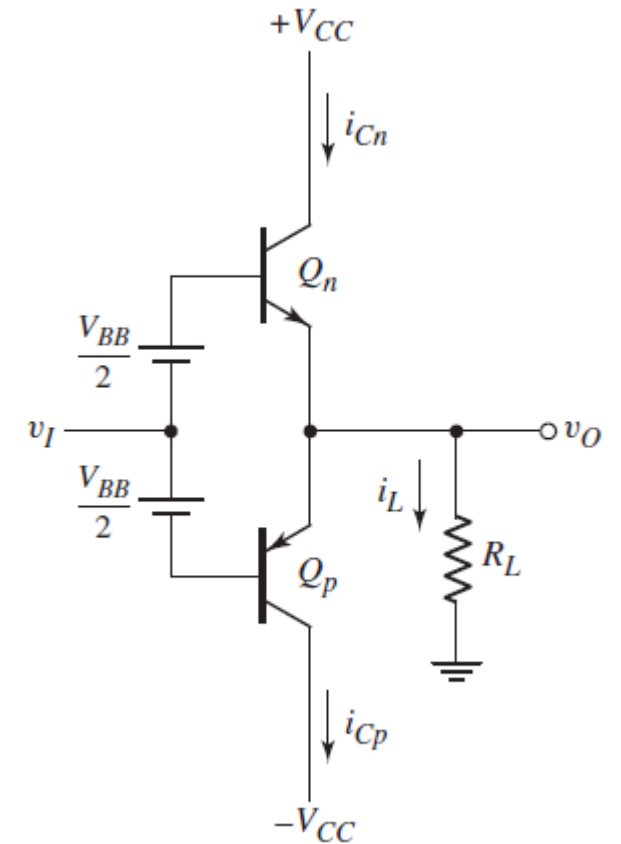 +V_CC
i_Cn
Q_n
V_BB
2
v_I
v_O
V_BB
2
i_L
R_L
Q_p
i_Cp
−V_CC